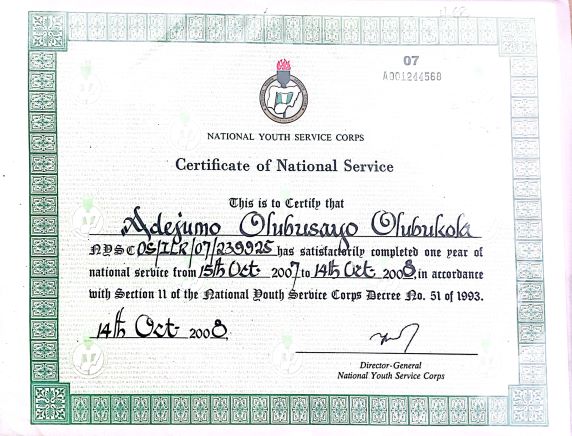 07
A001244568
NATIONAL YOUTH SERVICE CORPS
Certificate of National Service
This is to Certify that
Adejumo Olubusayo Olubukola
NYSC OS/ILR/07/239925 has satisfactorily completed one year of
national service from 15th Oct 2007 to 14th Oct 2008, in accordance
with Section 11 of the National Youth Service Corps Decree No. 51 of 1993.
14th Oct 2008
Director-General
National Youth Service Corps